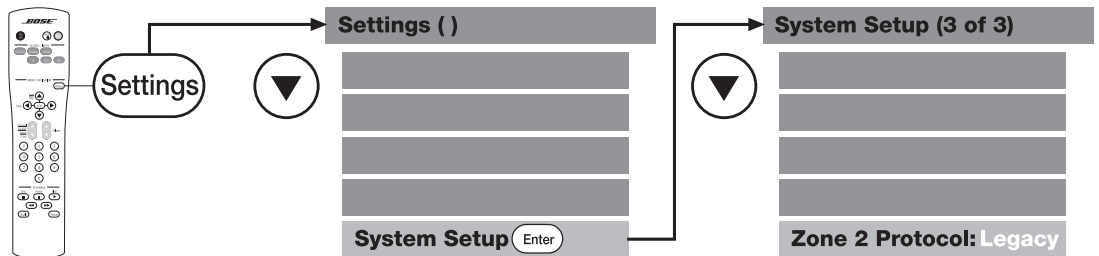 BOSE
Settings
Settings ( )
System Setup Enter
System Setup (3 of 3)
Zone 2 Protocol: Legacy